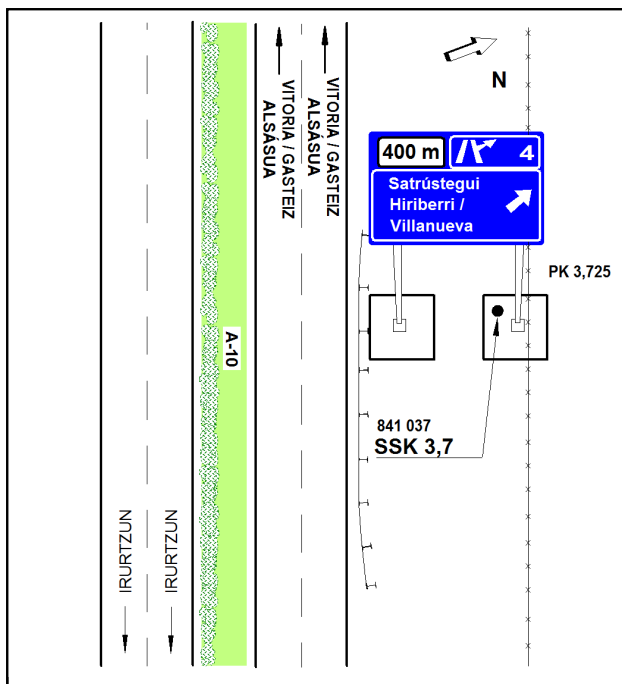 VITORIA / GASTEIZ
ALSÁSUA
VITORIA / GASTEIZ
ALSÁSUA
N
400 m
4
Satrústegui
Hiriberri /
Villanueva
PK 3,725
A-10
841 037
SSK 3,7
IRURTZUN
IRURTZUN